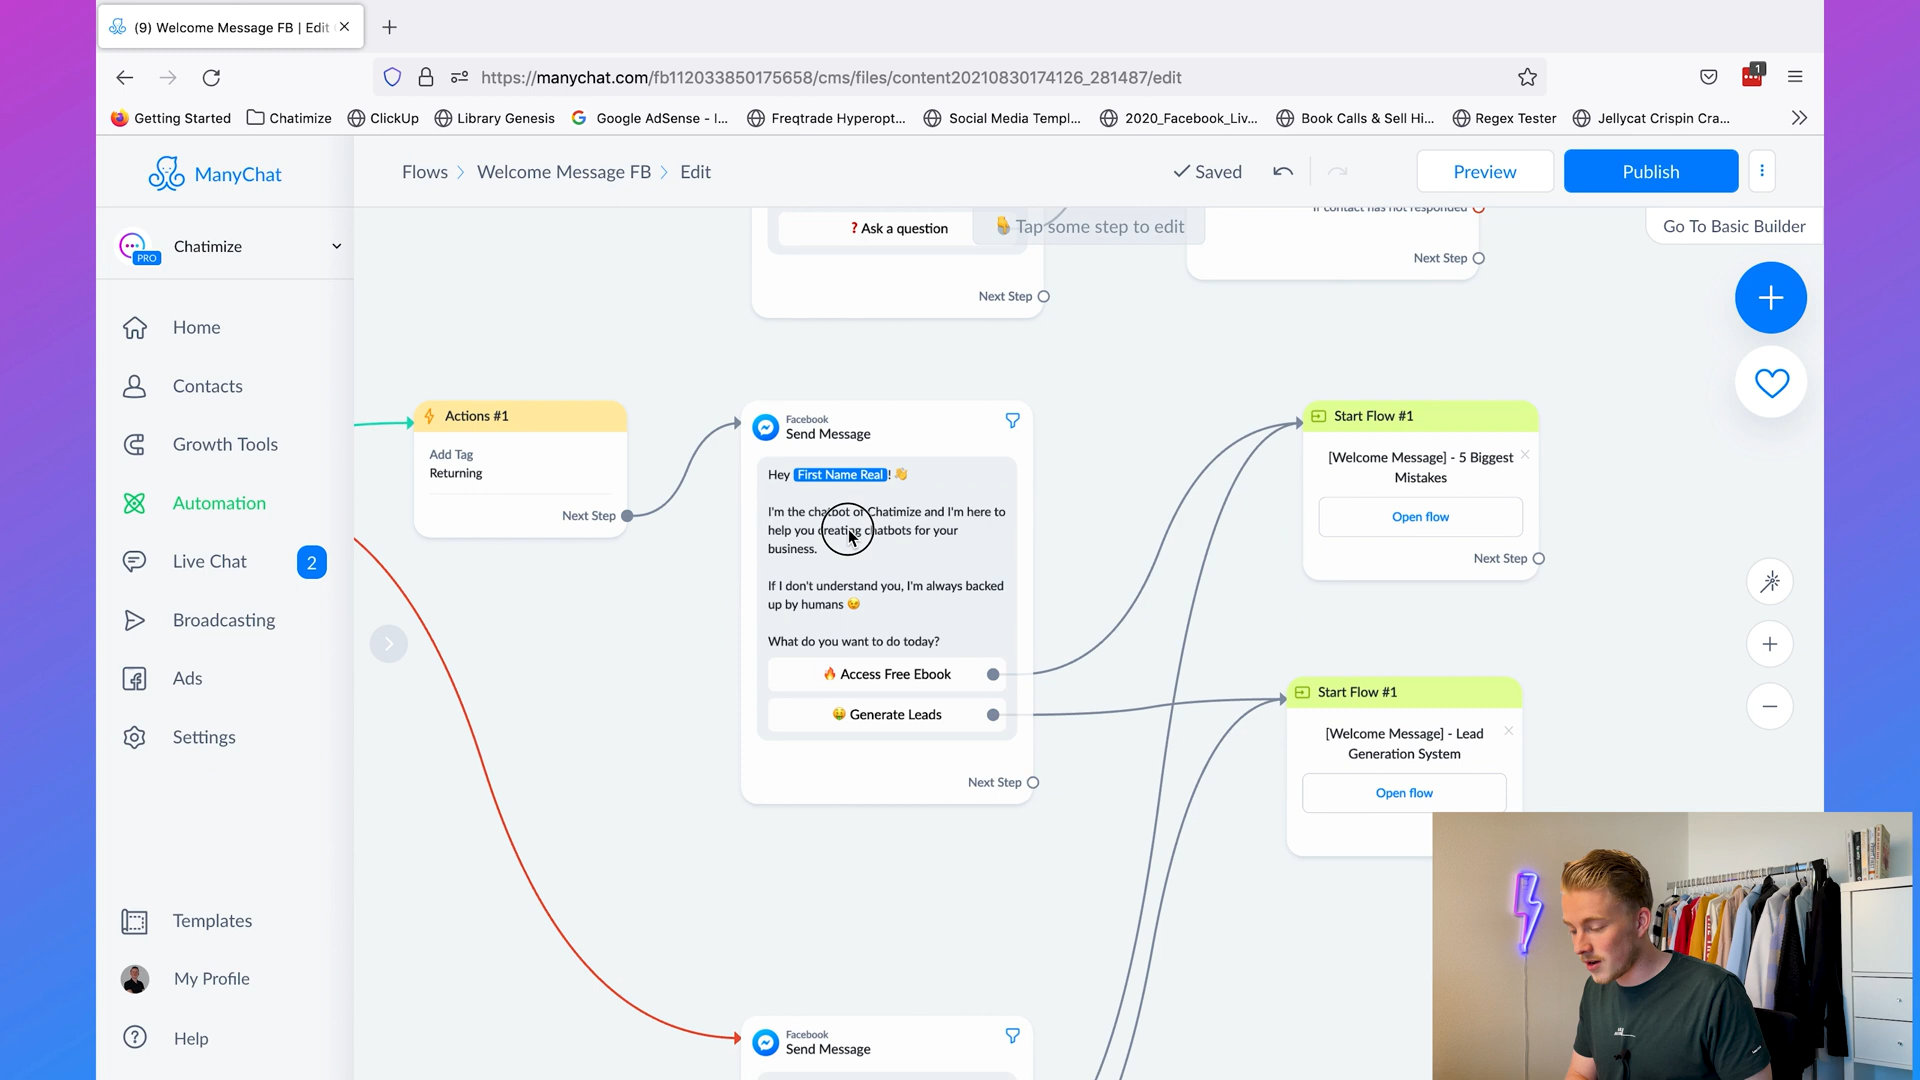 (9) Welcome Message FB | Edit
https://manychat.com/fb112033850175658/cms/files/content20210830174126_281487/edit
1
Getting Started
Chatimize
ClickUp
Library Genesis
Google AdSense - I...
Freqtrade Hyperopt...
Social Media Templ...
2020_Facebook_Liv...
Book Calls & Sell Hi...
Regex Tester
Jellycat Crispin Cra...
ManyChat
Flows > Welcome Message FB > Edit
Saved
Preview
Publish
Chatimize
PRO
Home
Contacts
Growth Tools
Automation
Live Chat
2
Broadcasting
Ads
Settings
Templates
My Profile
Help
❓ Ask a question
Next Step
Tap some step to edit
If contact has not responded
Next Step
Go To Basic Builder
Actions #1
Add Tag
Returning
Next Step
Facebook
Send Message
Hey First Name Real! 👋
I'm the chatbot of Chatimize and I'm here to
help you creating chatbots for your
business.
If I don't understand you, I'm always backed
up by humans 😉
What do you want to do today?
🔥 Access Free Ebook
🤑 Generate Leads
Next Step
Start Flow #1
[Welcome Message] - 5 Biggest
Mistakes
Open flow
Next Step
Start Flow #1
[Welcome Message] - Lead
Generation System
Open flow
Facebook
Send Message